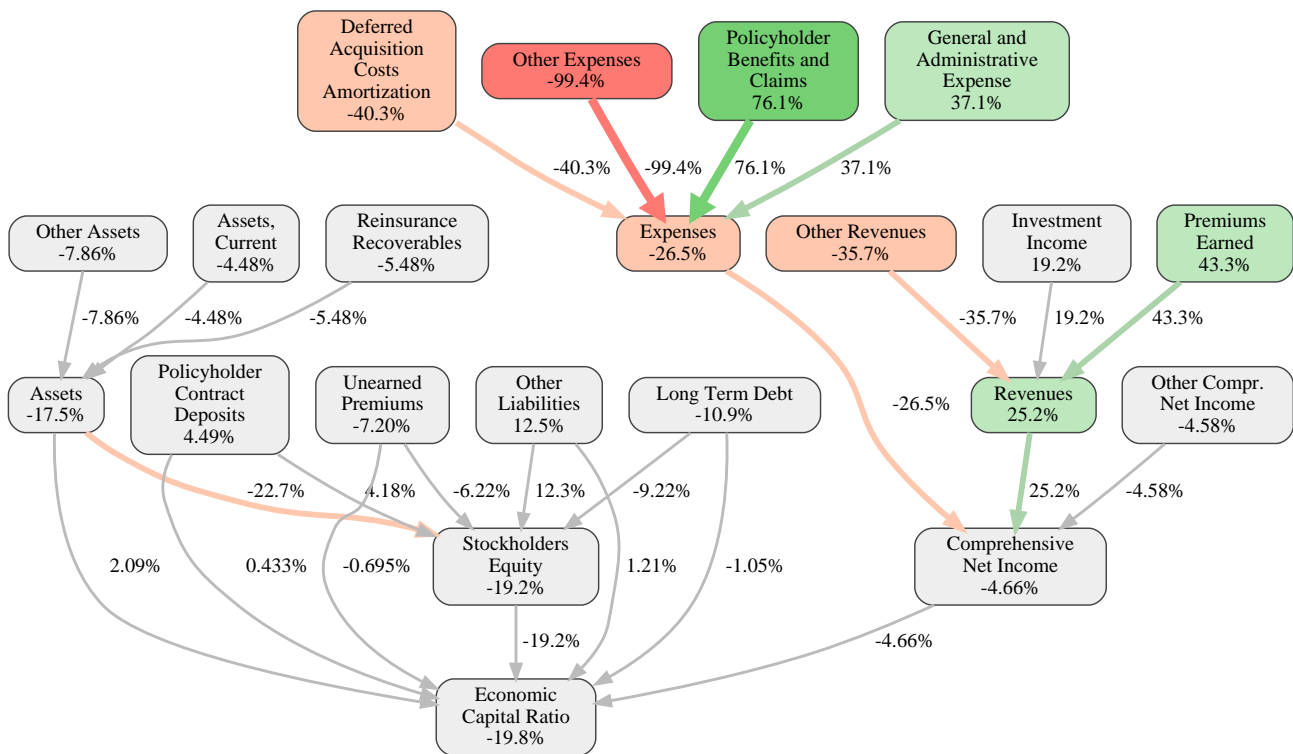 Deferred
Acquisition
Costs
Amortization
-40.3%
Other Expenses
-99.4%
Policyholder
Benefits and
Claims
76.1%
General and
Administrative
Expense
37.1%
-40.3%
-99.4%
76.1%
37.1%
Other Assets
-7.86%
Assets,
Current
-4.48%
Reinsurance
Recoverables
-5.48%
Expenses
-26.5%
Other Revenues
-35.7%
Investment
Income
19.2%
Premiums
Earned
43.3%
-7.86%
-4.48%
-5.48%
-35.7%
19.2%
43.3%
Assets
-17.5%
Policyholder
Contract
Deposits
4.49%
Unearned
Premiums
-7.20%
Other
Liabilities
12.5%
Long Term Debt
-10.9%
-26.5%
Revenues
25.2%
Other Compr.
Net Income
-4.58%
-22.7%
4.18%
-6.22%
12.3%
-9.22%
25.2%
-4.58%
2.09%
0.433%
-0.695%
Stockholders
Equity
-19.2%
1.21%
-1.05%
Comprehensive
Net Income
-4.66%
-19.2%
-4.66%
Economic
Capital Ratio
-19.8%